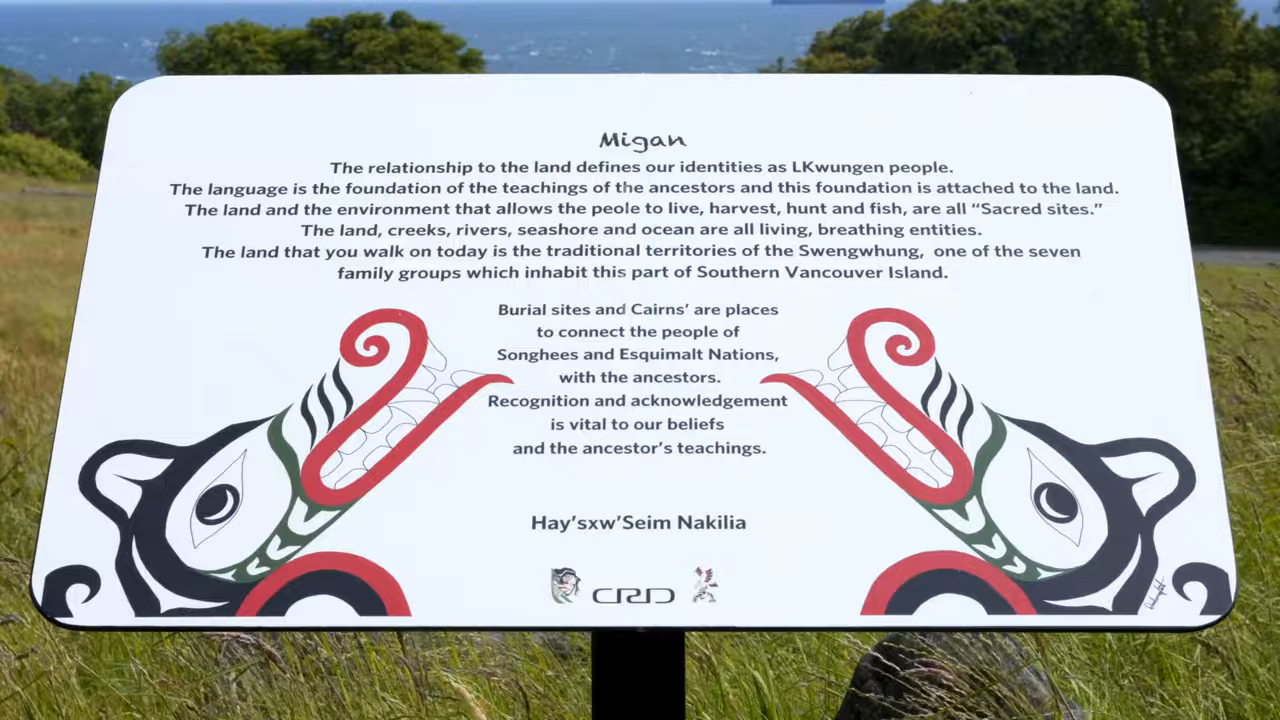 Migan
The relationship to the land defines our identities as LKwungen people.
The language is the foundation of the teachings of the ancestors and this foundation is attached to the land.
The land and the environment that allows the peole to live, harvest, hunt and fish, are all “Sacred sites.”
The land, creeks, rivers, seashore and ocean are all living, breathing entities.
The land that you walk on today is the traditional territories of the Swengwhung, one of the seven
family groups which inhabit this part of Southern Vancouver Island.
Burial sites and Cairns’ are places
to connect the people of
Songhees and Esquimalt Nations,
with the ancestors.
Recognition and acknowledgement
is vital to our beliefs
and the ancestor’s teachings.
Hay’sxw’Seim Nakilia
CRD